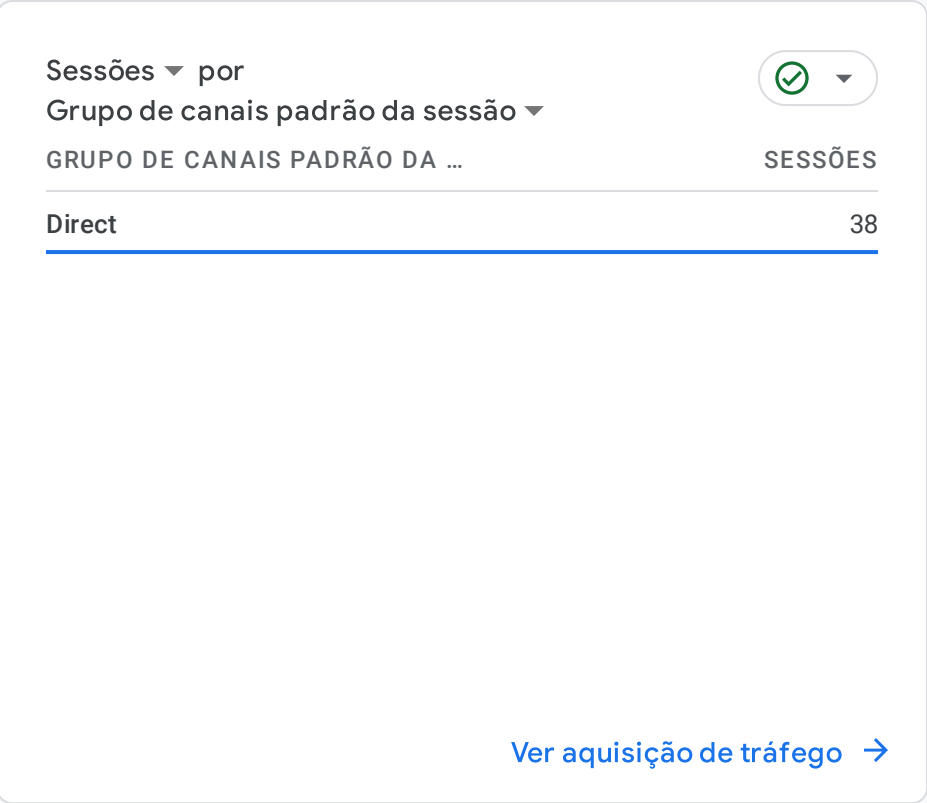 Sessões por
Grupo de canais padrão da sessão
GRUPO DE CANAIS PADRÃO DA ... SESSÕES
Direct 38
Ver aquisição de tráfego